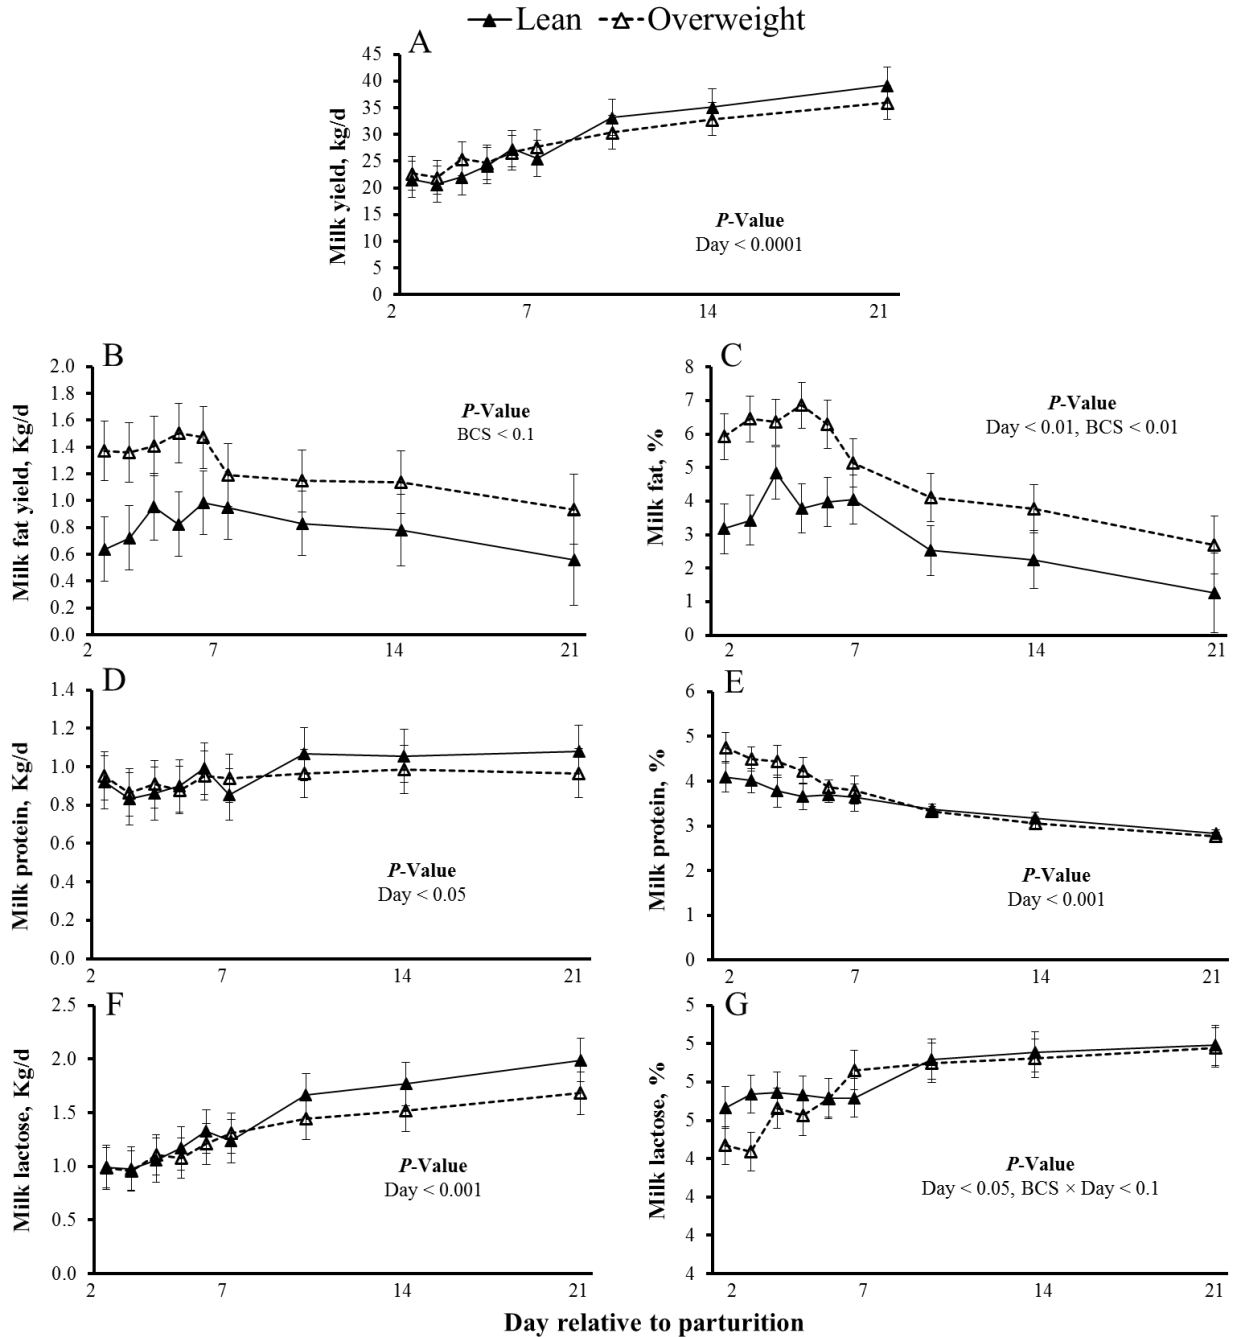 Lean Overweight
A
45
40
35
30
25
20
15
10
5
0
Milk yield, kg/d
P-Value
Day < 0.0001
2 7 14 21
B
2.0
1.8
1.6
1.4
1.2
1.0
0.8
0.6
0.4
0.2
0.0
Milk fat yield, Kg/d
P-Value
BCS < 0.1
2 7 14 21
C
8
7
6
5
4
3
2
1
0
Milk fat, %
P-Value
Day < 0.01, BCS < 0.01
2 7 14 21
D
1.4
1.2
1.0
0.8
0.6
0.4
0.2
0.0
Milk protein, Kg/d
P-Value
Day < 0.05
2 7 14 21
E
6
5
4
3
2
1
0
Milk protein, %
P-Value
Day < 0.001
2 7 14 21
F
2.5
2.0
1.5
1.0
0.5
0.0
Milk lactose, Kg/d
P-Value
Day < 0.001
2 7 14 21
G
5
5
5
5
4
4
4
4
Milk lactose, %
P-Value
Day < 0.05, BCS × Day < 0.1
2 7 14 21
Day relative to parturition